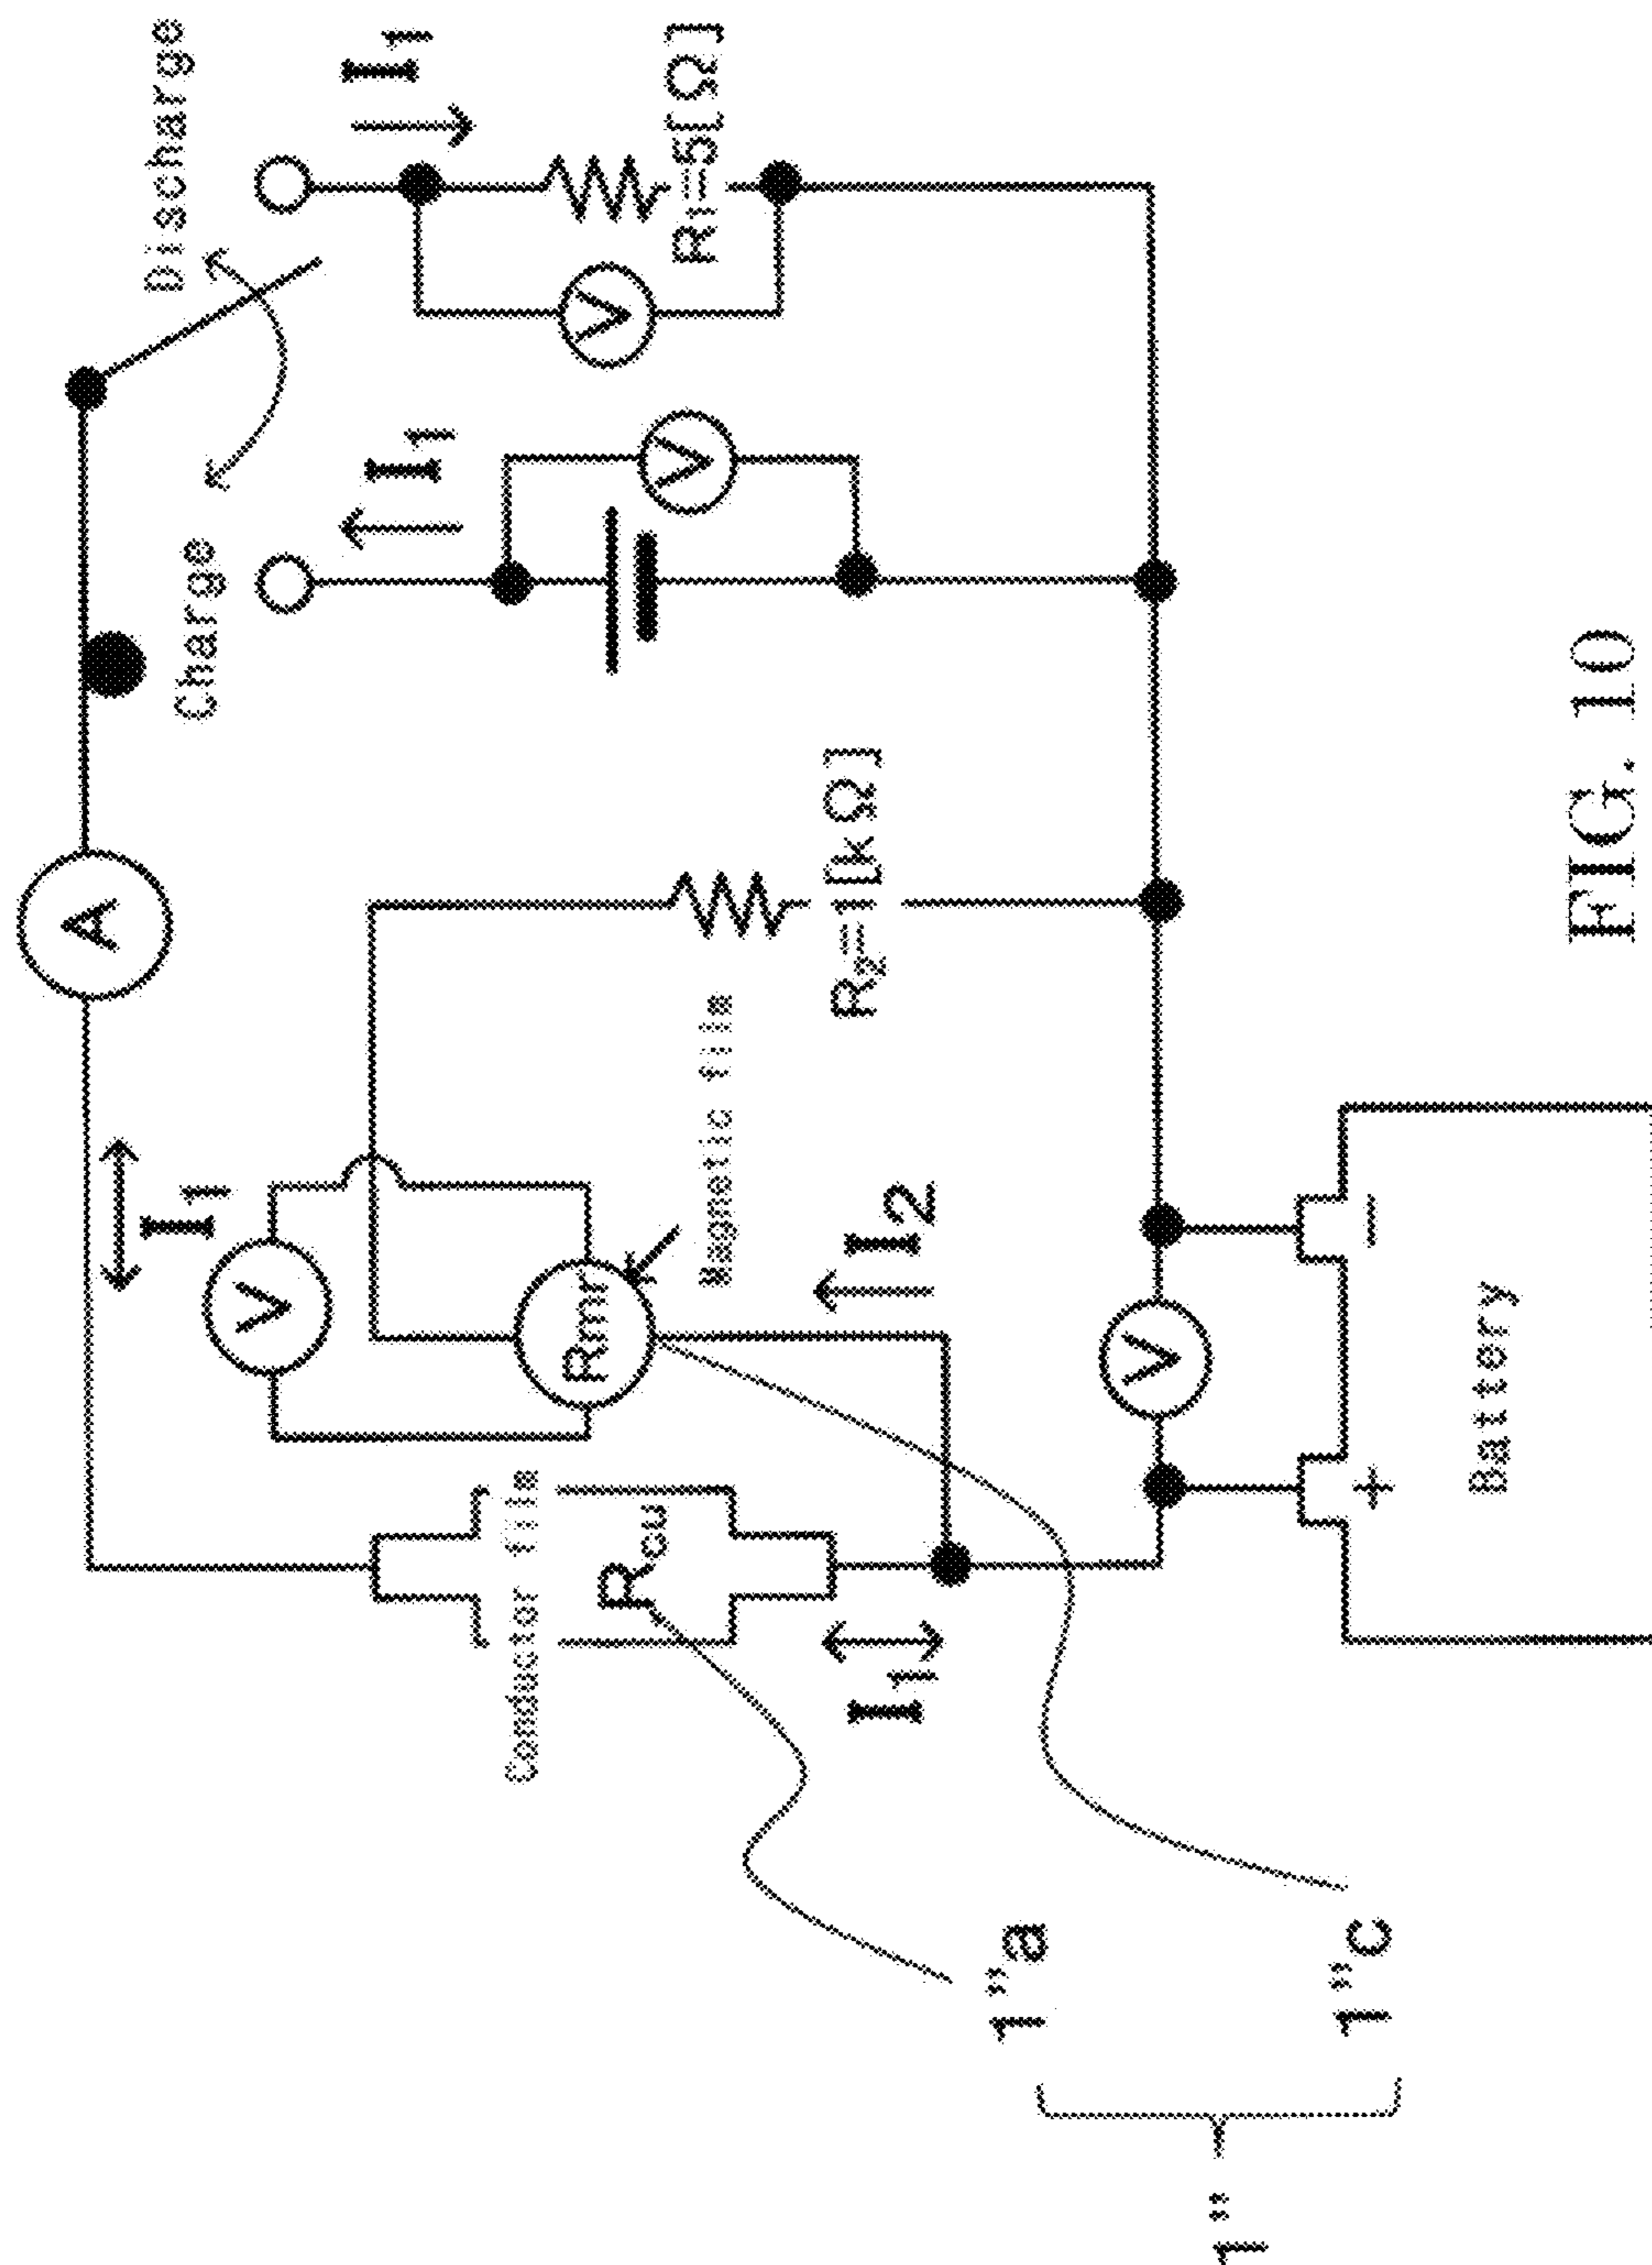 Discharge
I1
Charge
I1
R1=5[Ω]
V
V
A
I1
V
Rmr
Magnetic film
R2=1[kΩ]
Conductor film
Rcu
I1
I2
V
+
−
Battery
1"a
1"c
1"
FIG. 10